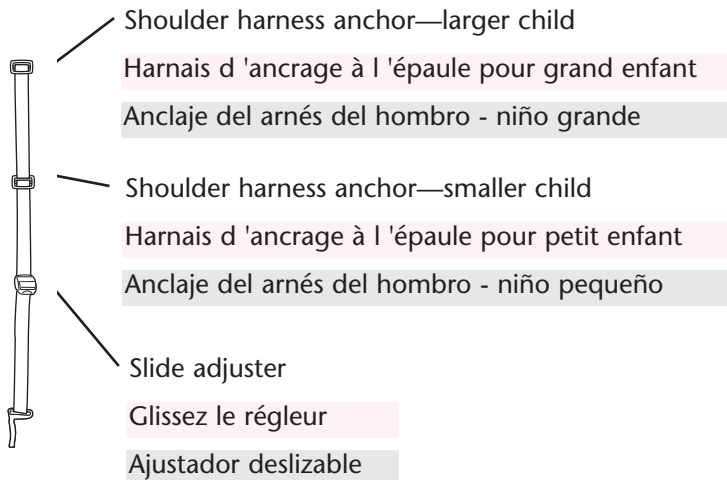 Shoulder harness anchor—larger child
Harnais d 'ancrage à l 'épaule pour grand enfant
Anclaje del arnés del hombro - niño grande
Shoulder harness anchor—smaller child
Harnais d 'ancrage à l 'épaule pour petit enfant
Anclaje del arnés del hombro - niño pequeño
Slide adjuster
Glissez le régleur
Ajustador deslizable